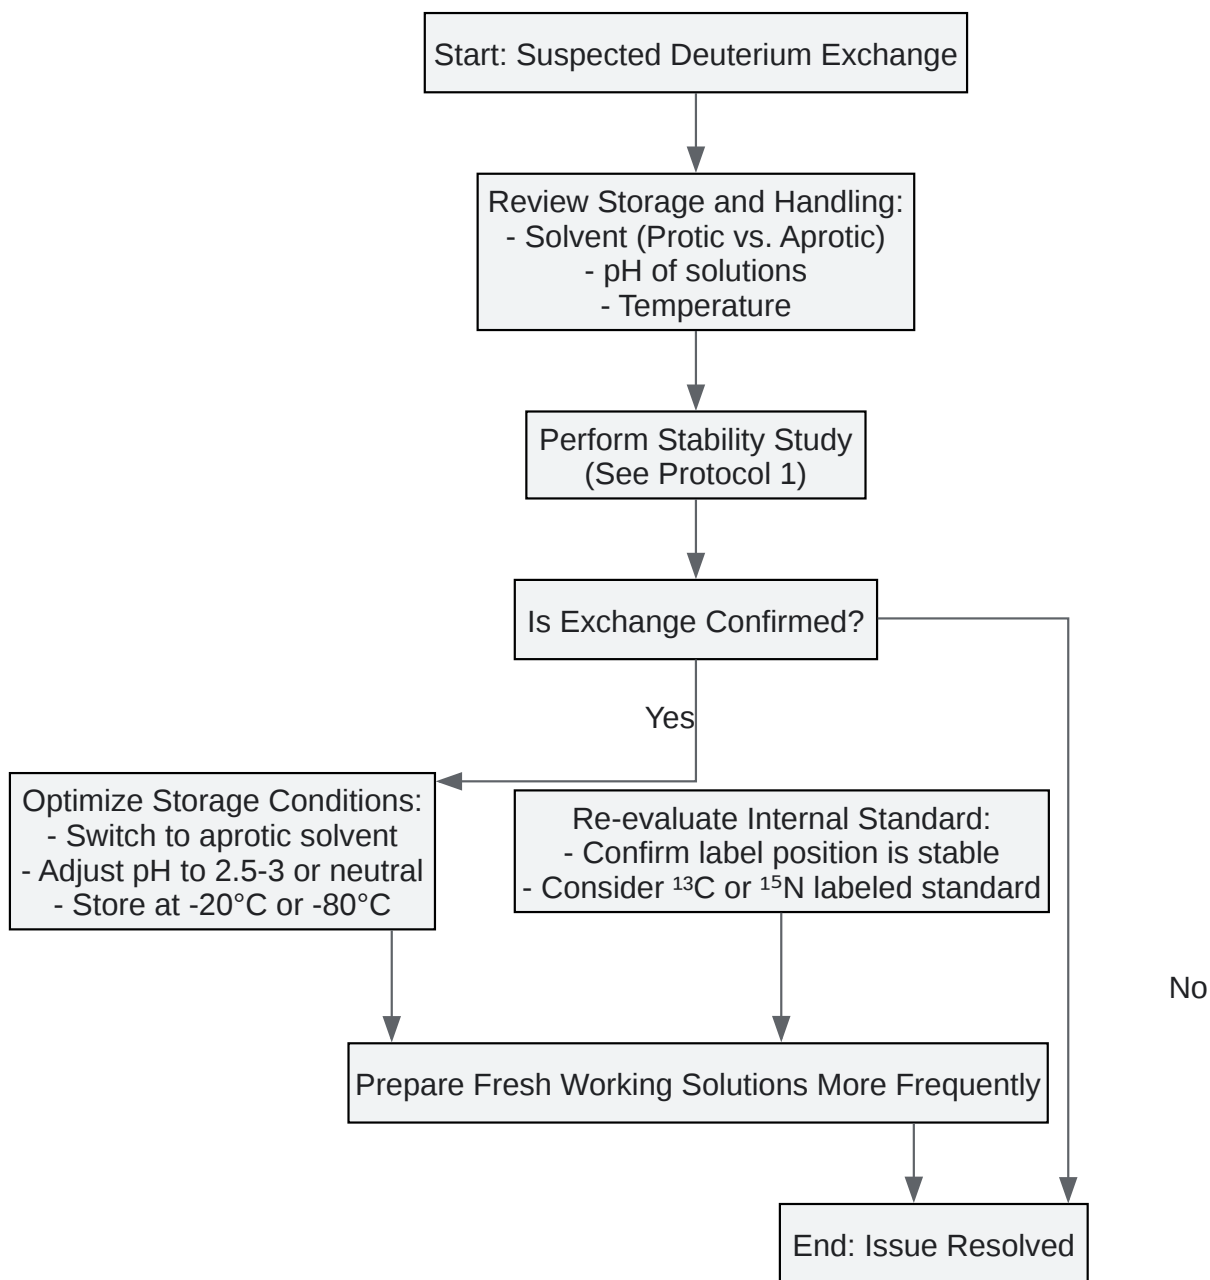 Start: Suspected Deuterium Exchange
Review Storage and Handling:
- Solvent (Protic vs. Aprotic)
- pH of solutions
- Temperature
Perform Stability Study
(See Protocol 1)
Is Exchange Confirmed?
Yes
Optimize Storage Conditions:
- Switch to aprotic solvent
- Adjust pH to 2.5-3 or neutral
- Store at -20°C or -80°C
Re-evaluate Internal Standard:
- Confirm label position is stable
- Consider ¹³C or ¹⁵N labeled standard
No
Prepare Fresh Working Solutions More Frequently
End: Issue Resolved